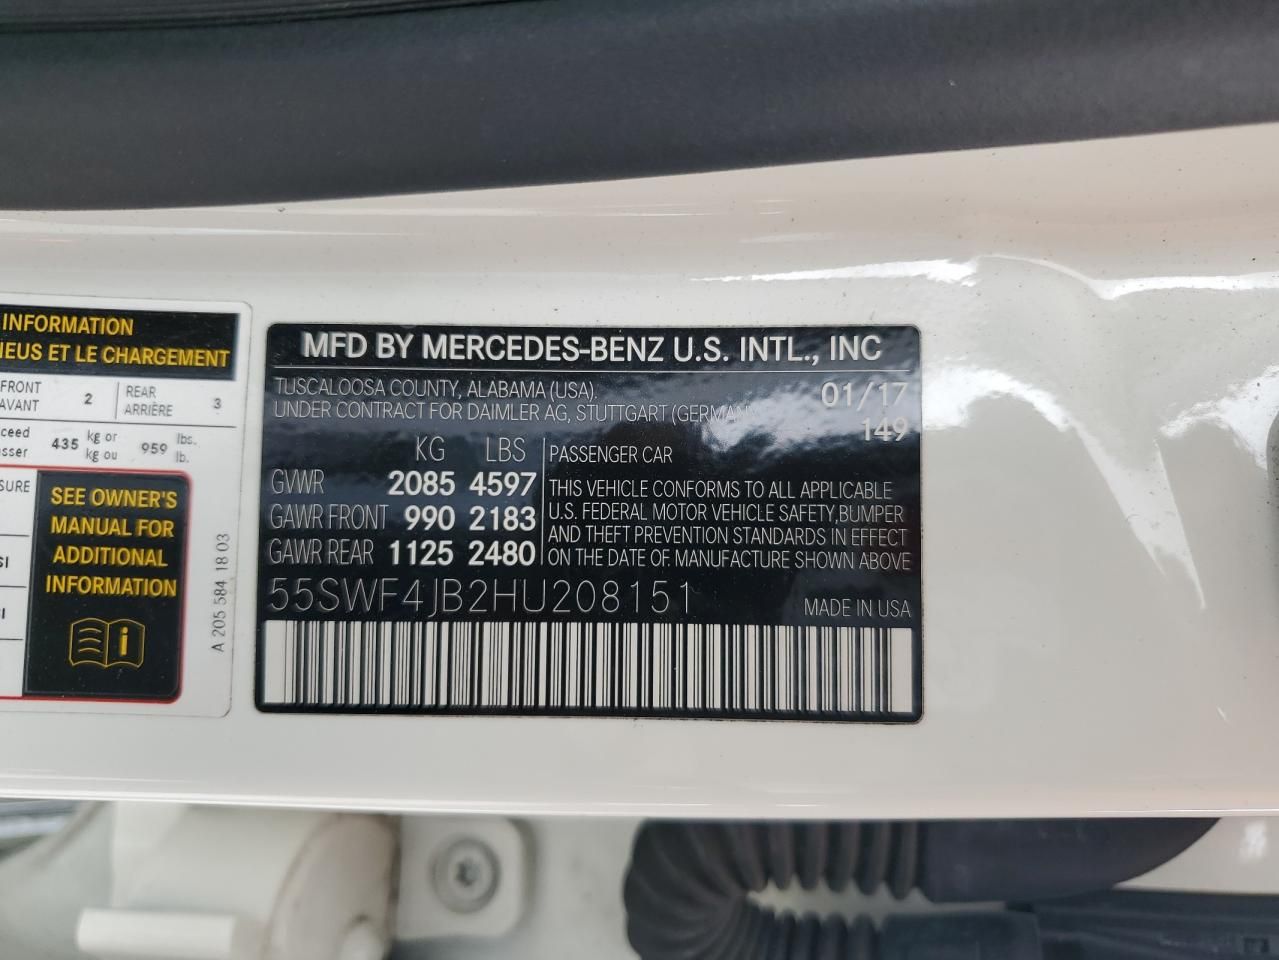 INFORMATION
NEUS ET LE CHARGEMENT
FRONT
AVANT
2
REAR
ARRIÈRE
3
435
kg or
kg ou
959
lbs.
lb.
SEE OWNER'S
MANUAL FOR
ADDITIONAL
INFORMATION
A 205 584 18 03
MFD BY MERCEDES-BENZ U.S. INTL., INC
TUSCALOOSA COUNTY, ALABAMA (USA). 01/17
UNDER CONTRACT FOR DAIMLER AG, STUTTGART (GERMANY
149
KG LBS
GVWR 2085 4597
GAWR FRONT 990 2183
GAWR REAR 1125 2480
PASSENGER CAR
THIS VEHICLE CONFORMS TO ALL APPLICABLE
U.S. FEDERAL MOTOR VEHICLE SAFETY,BUMPER
AND THEFT PREVENTION STANDARDS IN EFFECT
ON THE DATE OF MANUFACTURE SHOWN ABOVE
55SWF4JB2HU208151
MADE IN USA